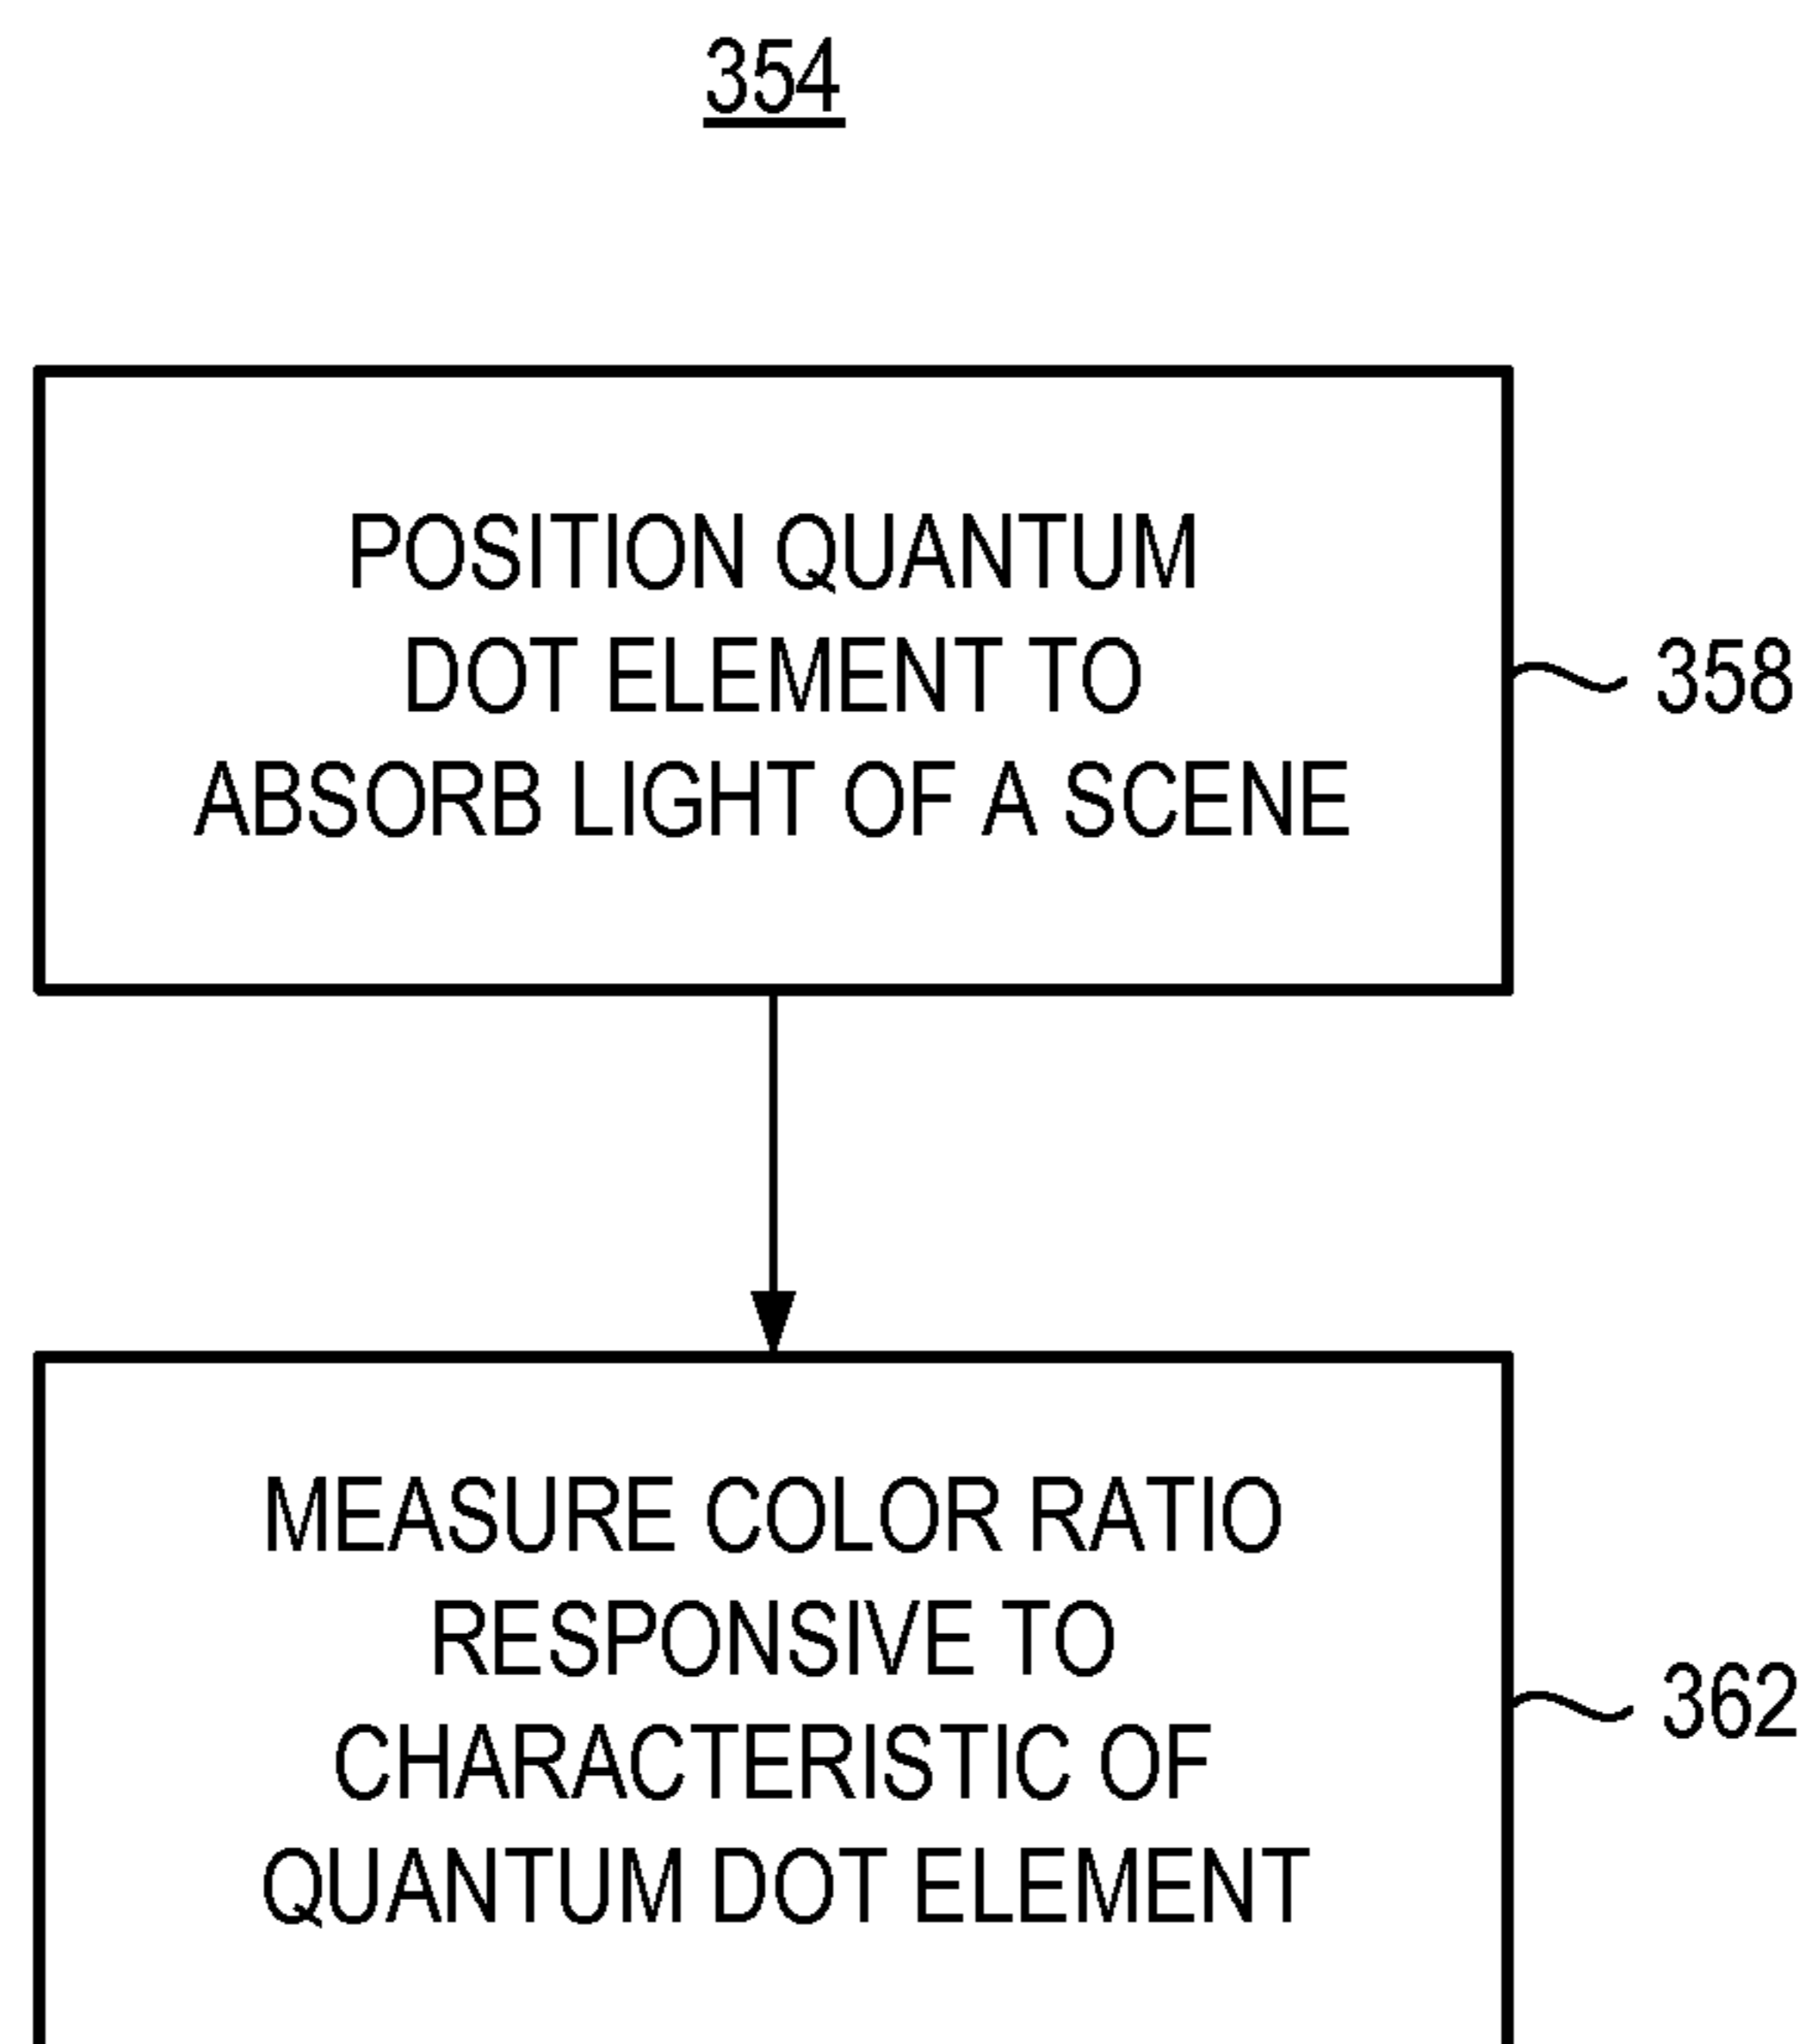 354
POSITION QUANTUM
DOT ELEMENT TO
ABSORB LIGHT OF A SCENE
358
MEASURE COLOR RATIO
RESPONSIVE TO
CHARACTERISTIC OF
QUANTUM DOT ELEMENT
362